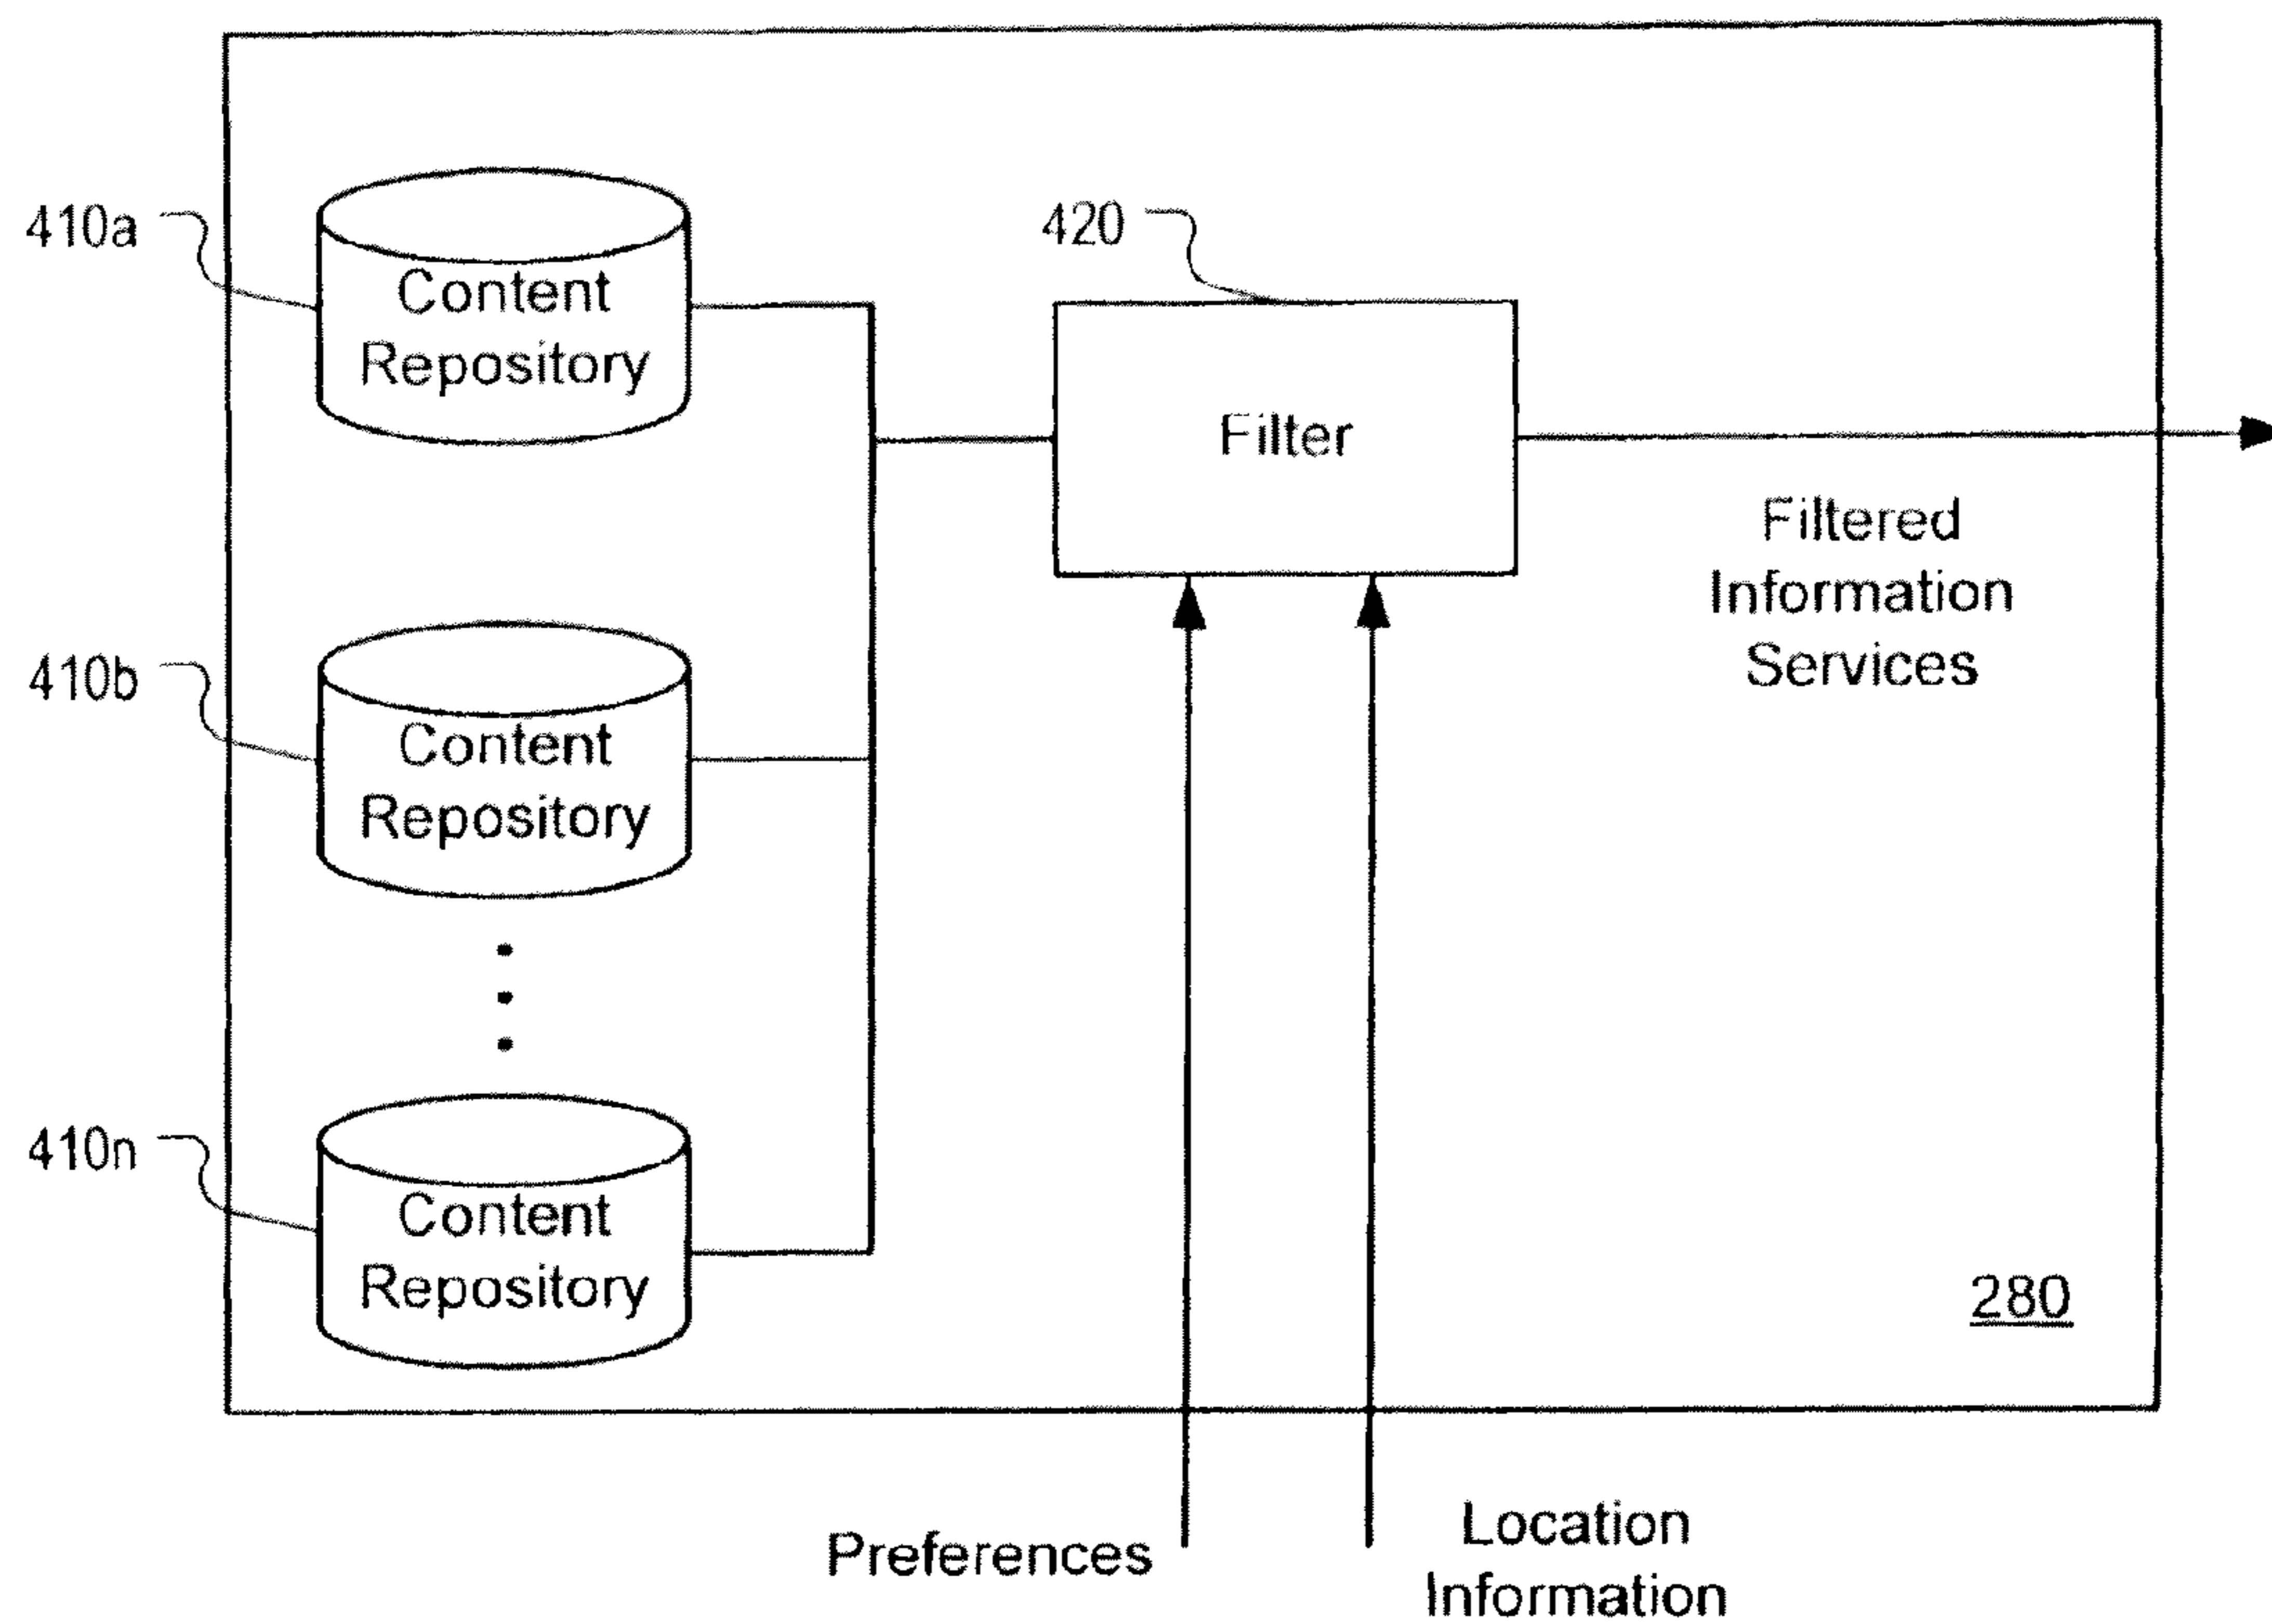 410a
Content
Repository
420
Filter
Filtered
Information
Services
410b
Content
Repository
410n
Content
Repository
280
Preferences
Location
Information